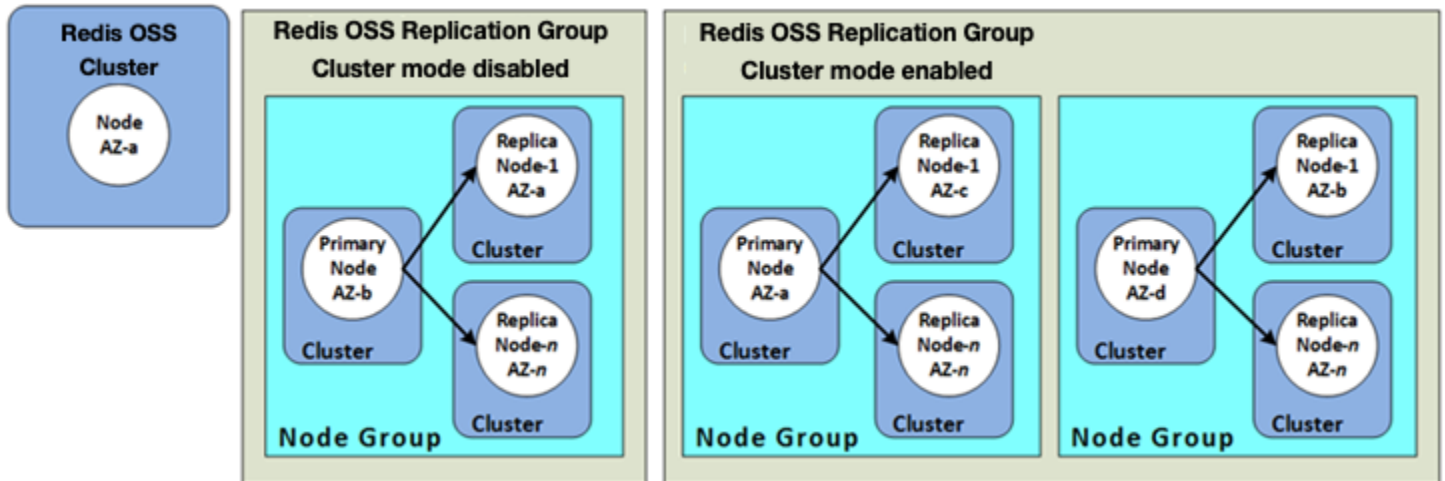 Redis OSS
Cluster
Node
AZ-a
Redis OSS Replication Group
Cluster mode disabled
Replica
Node-1
AZ-a
Cluster
Primary
Node
AZ-b
Cluster
Replica
Node-n
AZ-n
Cluster
Node Group
Redis OSS Replication Group
Cluster mode enabled
Replica
Node-1
AZ-c
Cluster
Primary
Node
AZ-a
Cluster
Replica
Node-n
AZ-n
Cluster
Node Group
Replica
Node-1
AZ-b
Cluster
Primary
Node
AZ-d
Cluster
Replica
Node-n
AZ-n
Cluster
Node Group